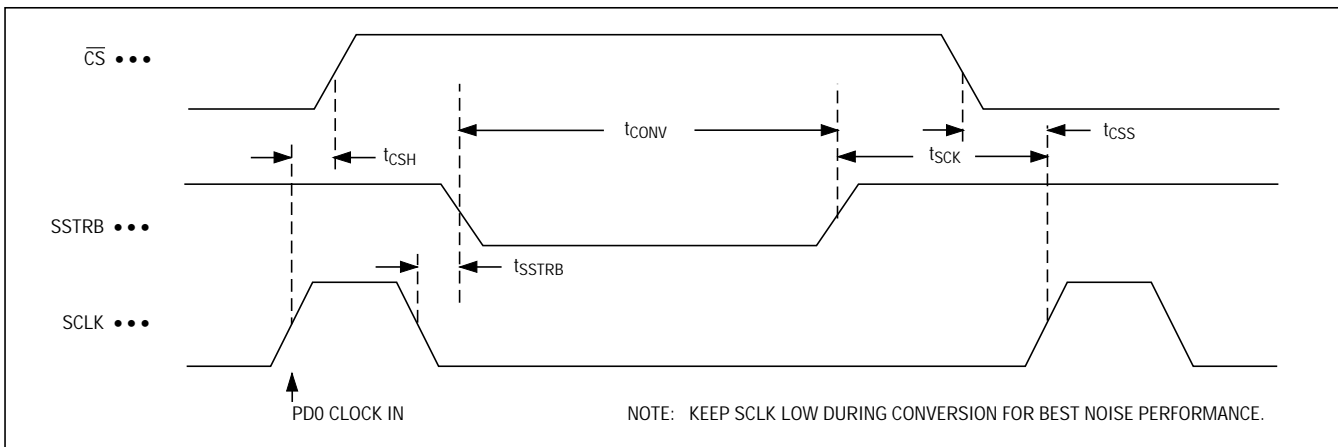 C̅S̅ •••
tCONV
tCSS
tCSH
tSCK
SSTRB •••
tSSTRB
SCLK •••
PD0 CLOCK IN
NOTE: KEEP SCLK LOW DURING CONVERSION FOR BEST NOISE PERFORMANCE.